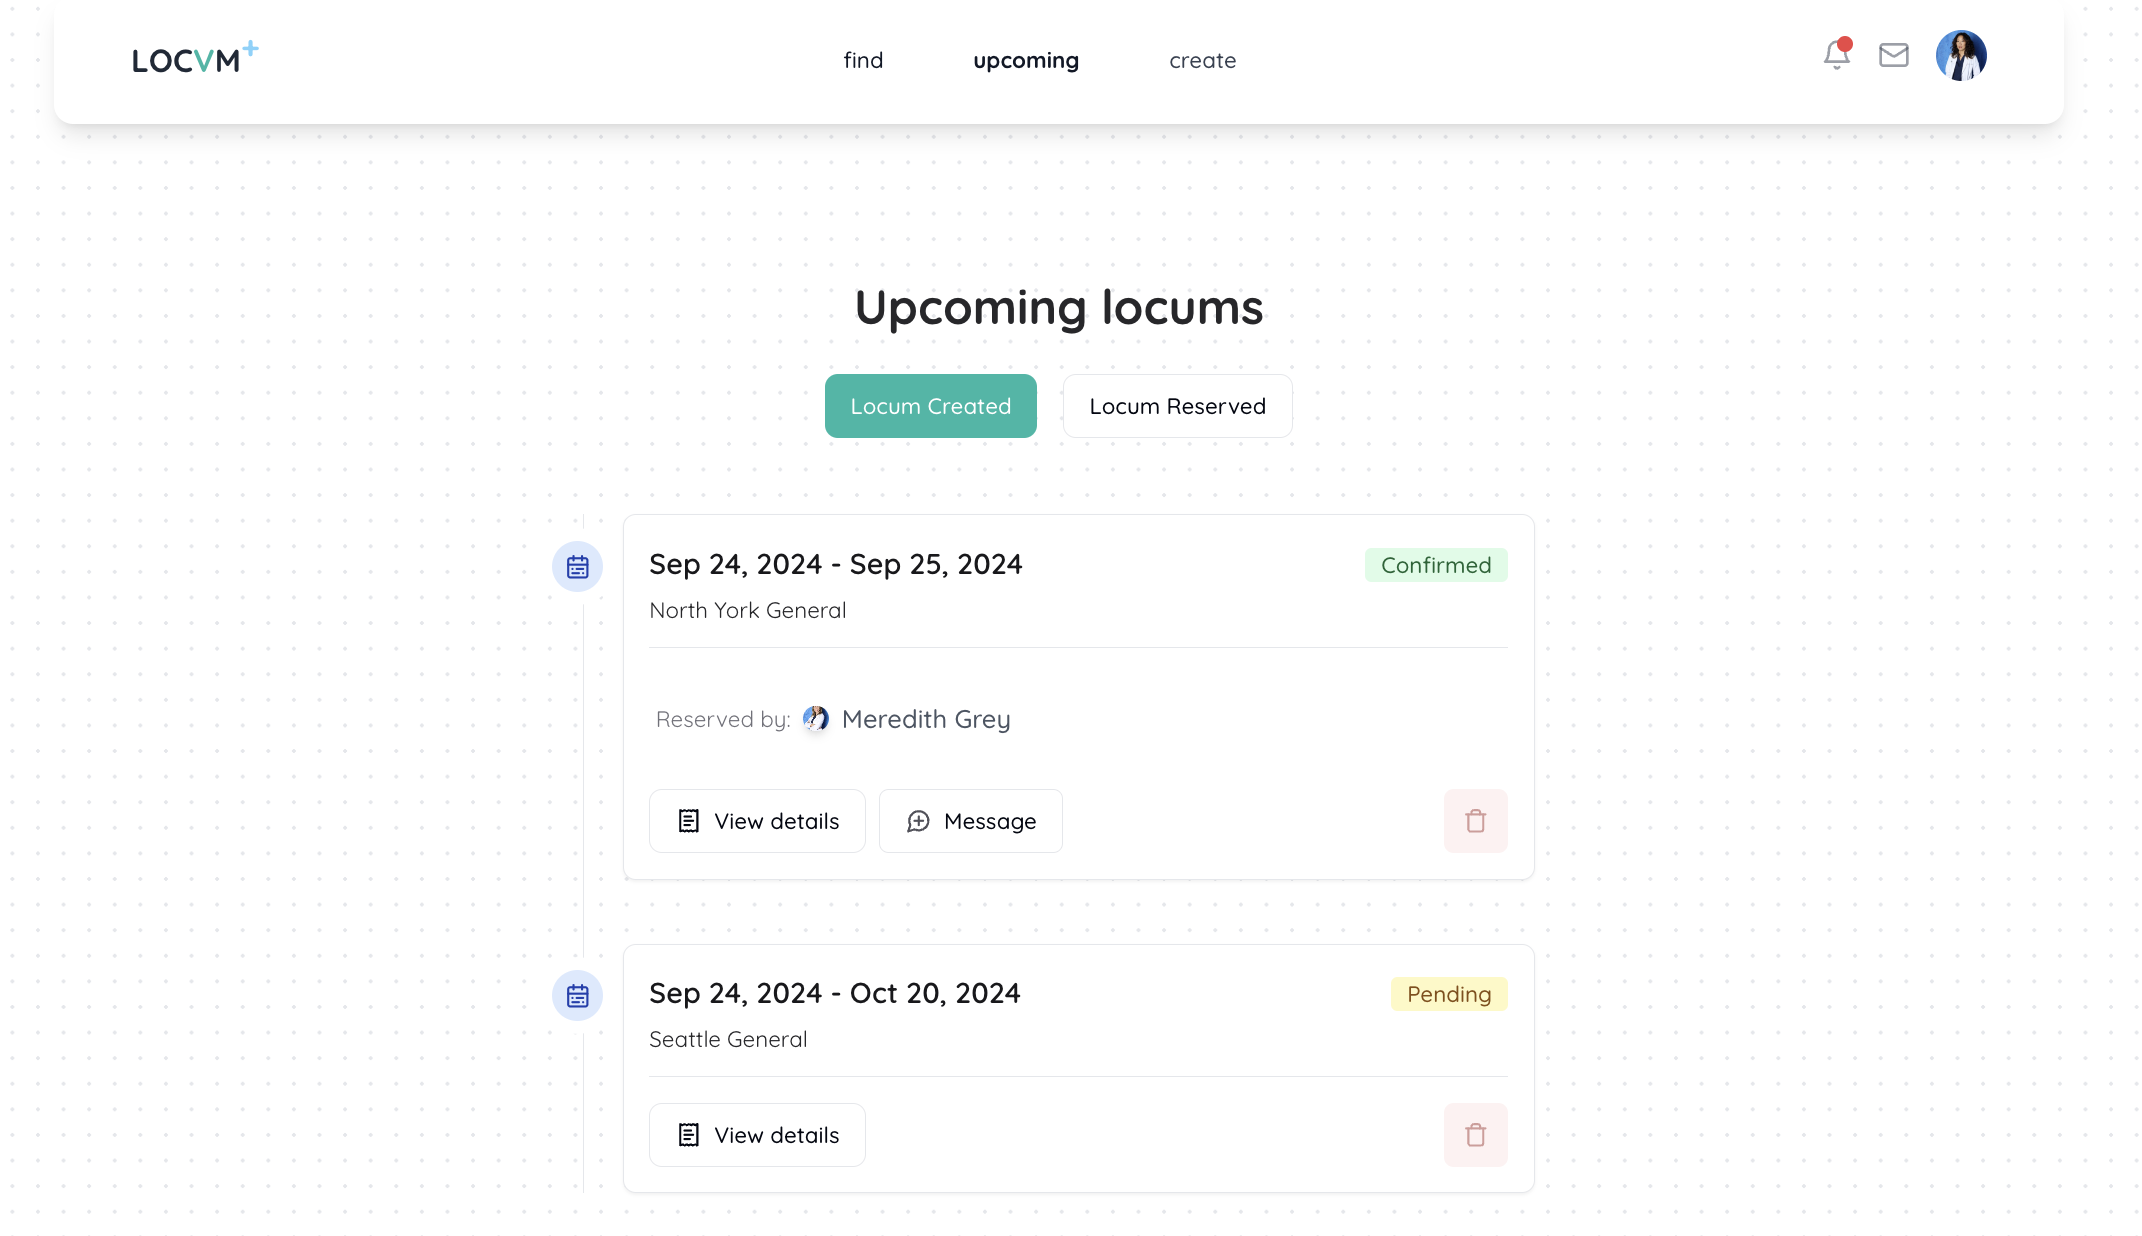 LOCVM+
find
upcoming
create
Upcoming locums
Locum Created
Locum Reserved
Sep 24, 2024 - Sep 25, 2024
Confirmed
North York General
Reserved by: Meredith Grey
View details
Message
Sep 24, 2024 - Oct 20, 2024
Pending
Seattle General
View details